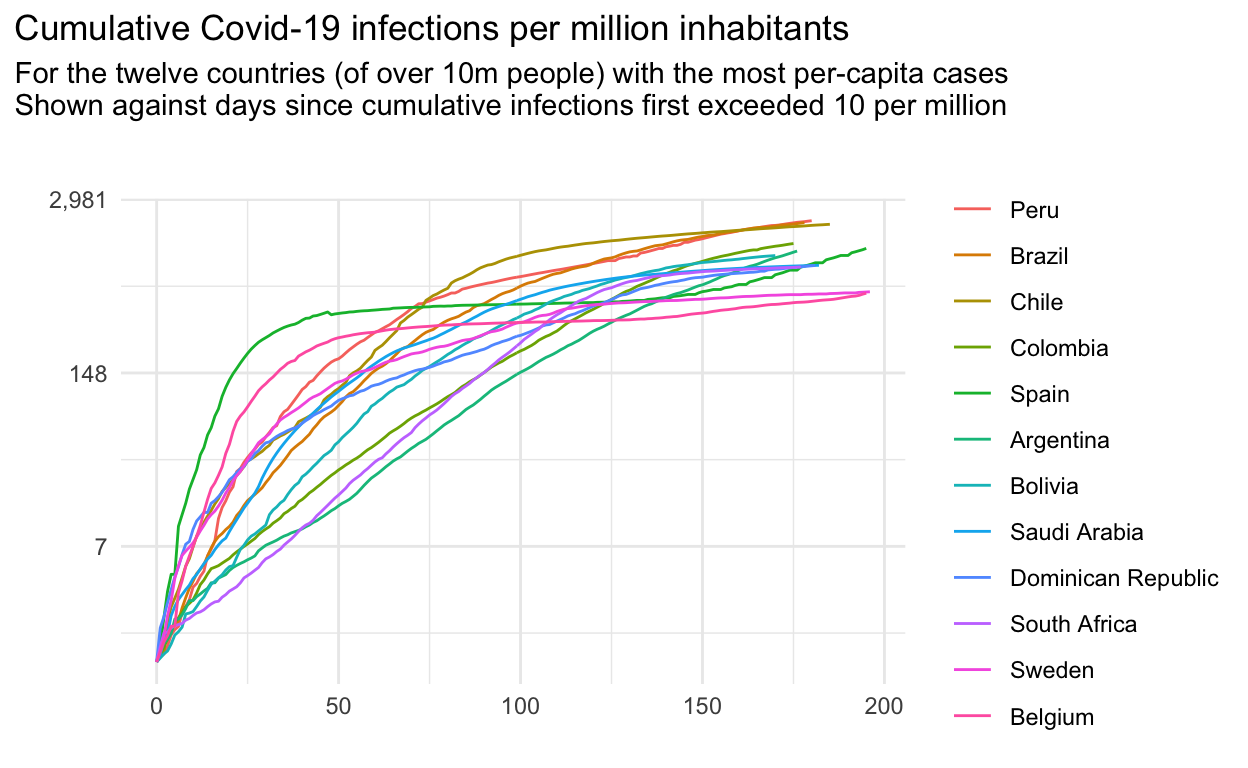 Cumulative Covid-19 infections per million inhabitants
For the twelve countries (of over 10m people) with the most per-capita cases
Shown against days since cumulative infections first exceeded 10 per million
2,981
148
7
0 50 100 150 200
Peru
Brazil
Chile
Colombia
Spain
Argentina
Bolivia
Saudi Arabia
Dominican Republic
South Africa
Sweden
Belgium